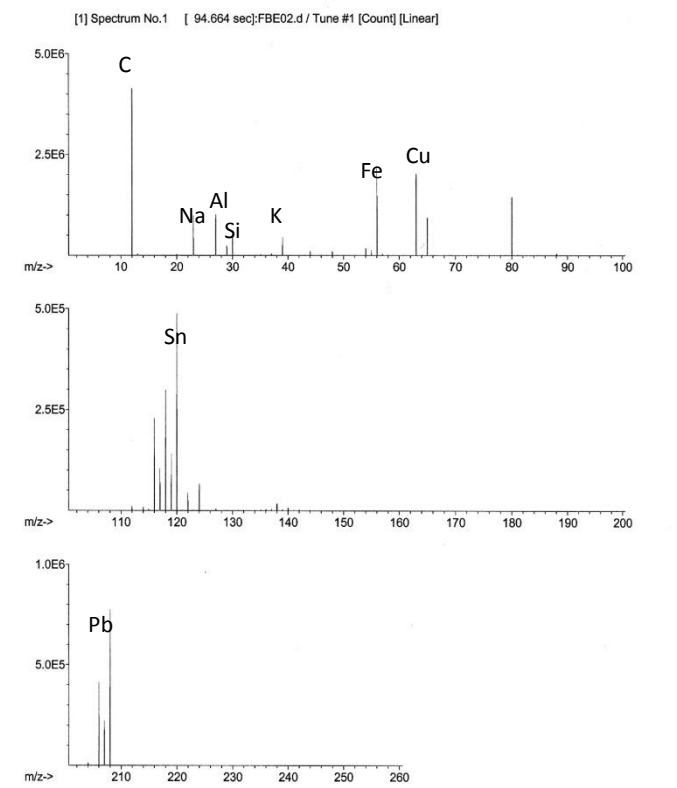 [1] Spectrum No.1 [ 94.664 sec]:FBE02.d / Tune #1 [Count] [Linear]
5.0E6
C
2.5E6
Fe
Cu
Na
Al
Si
K
m/z-> 10 20 30 40 50 60 70 80 90 100
5.0E5
Sn
2.5E5
m/z-> 110 120 130 140 150 160 170 180 190 200
1.0E6
Pb
5.0E5
m/z-> 210 220 230 240 250 260